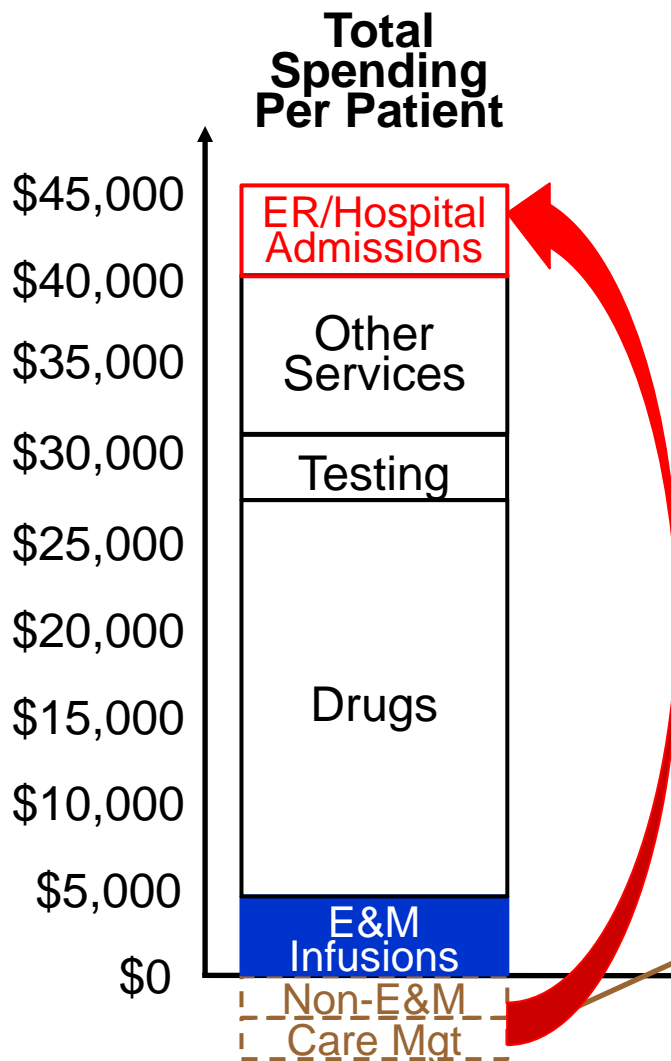 Total
Spending
Per Patient
$45,000
$40,000
$35,000
$30,000
$25,000
$20,000
$15,000
$10,000
$5,000
$0
ER/Hospital
Admissions
Other
Services
Testing
Drugs
E&M
Infusions
Non-E&M
Care Mgt